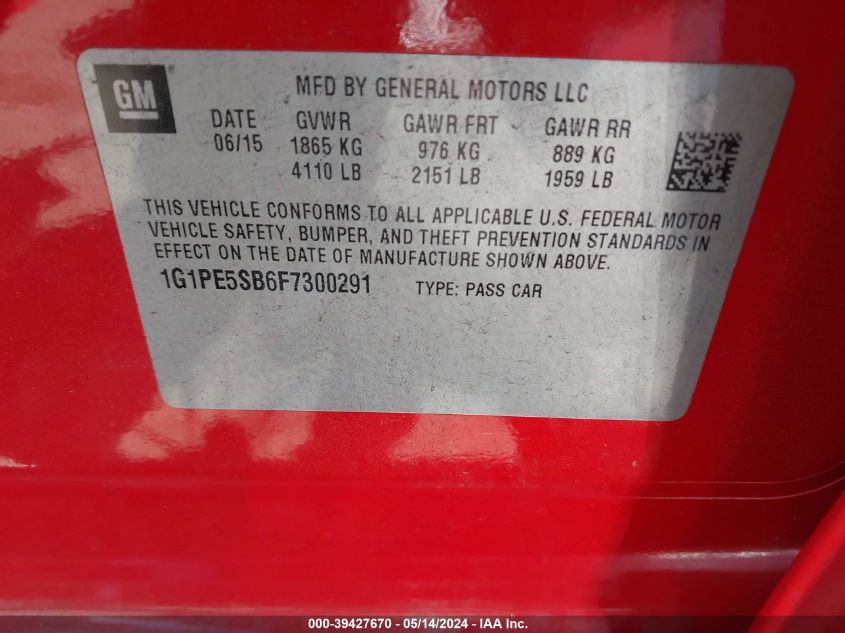 GM
MFD BY GENERAL MOTORS LLC
DATE GVWR GAWR FRT GAWR RR
06/15 1865 KG 976 KG 889 KG
4110 LB 2151 LB 1959 LB
THIS VEHICLE CONFORMS TO ALL APPLICABLE U.S. FEDERAL MOTOR
VEHICLE SAFETY, BUMPER, AND THEFT PREVENTION STANDARDS IN
EFFECT ON THE DATE OF MANUFACTURE SHOWN ABOVE.
1G1PE5SB6F7300291 TYPE: PASS CAR
000-39427670 - 05/14/2024 - IAA Inc.